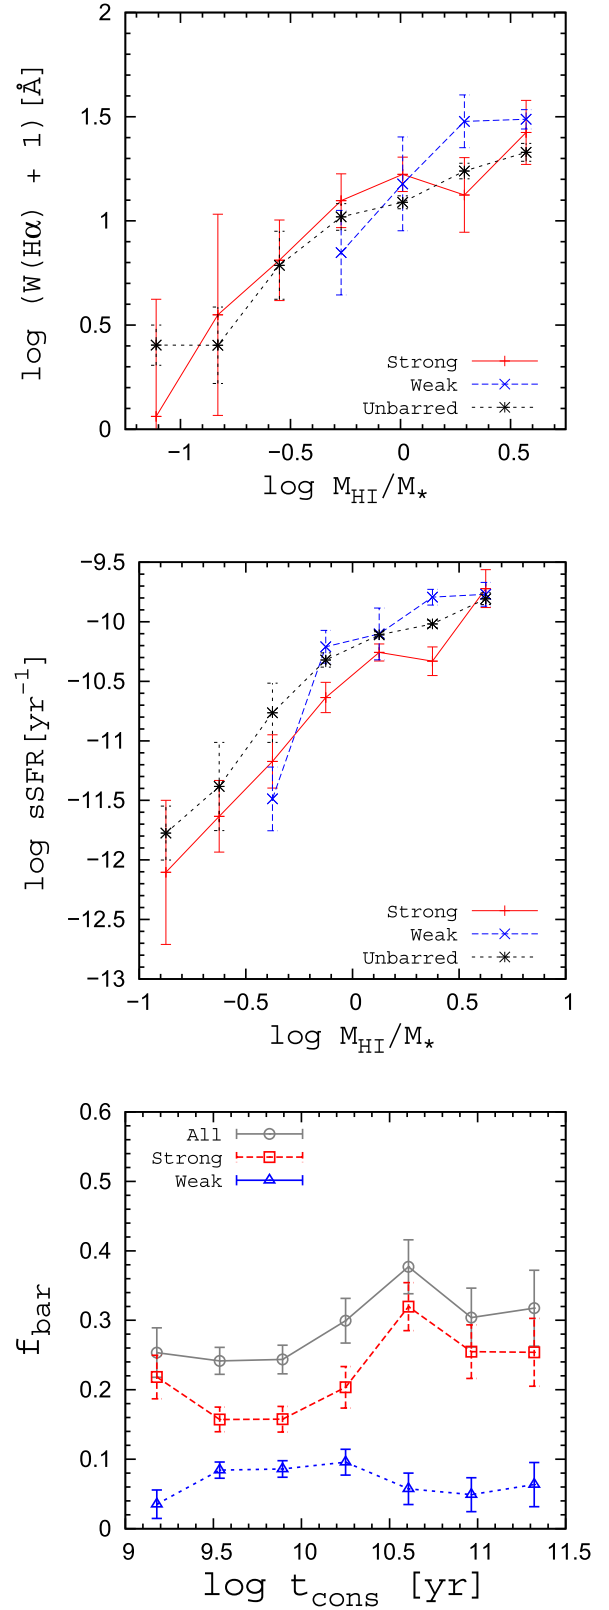 log (W(Hα) + 1)[Å]
2
1.5
1
0.5
0
Strong
Weak
Unbarred
−1 −0.5 0 0.5
log M_HI/M_*
log sSFR[yr⁻¹]
−9.5
−10
−10.5
−11
−11.5
−12
−12.5
−13
Strong
Weak
Unbarred
−1 −0.5 0 0.5 1
log M_HI/M_*
f_bar
0.6
0.5
0.4
0.3
0.2
0.1
0
All
Strong
Weak
9 9.5 10 10.5 11 11.5
log t_cons [yr]